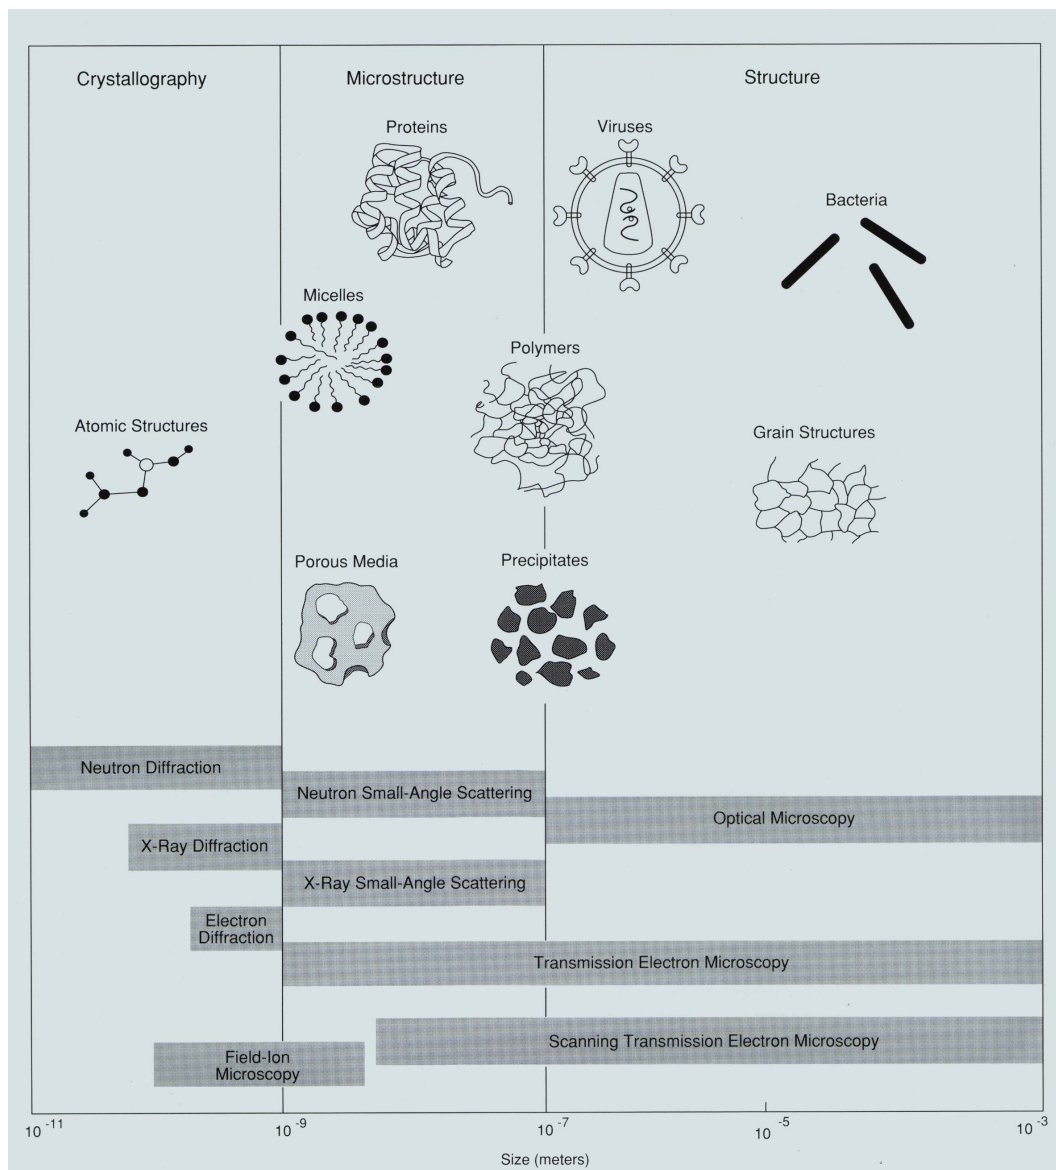 Crystallography
Microstructure
Structure
Proteins
Viruses
Bacteria
Micelles
Polymers
Atomic Structures
Grain Structures
Porous Media
Precipitates
Neutron Diffraction
Neutron Small-Angle Scattering
Optical Microscopy
X-Ray Diffraction
X-Ray Small-Angle Scattering
Electron
Diffraction
Transmission Electron Microscopy
Scanning Transmission Electron Microscopy
Field-Ion
Microscopy
10 -11
10 -9
10 -7
10 -5
10 -3
Size (meters)